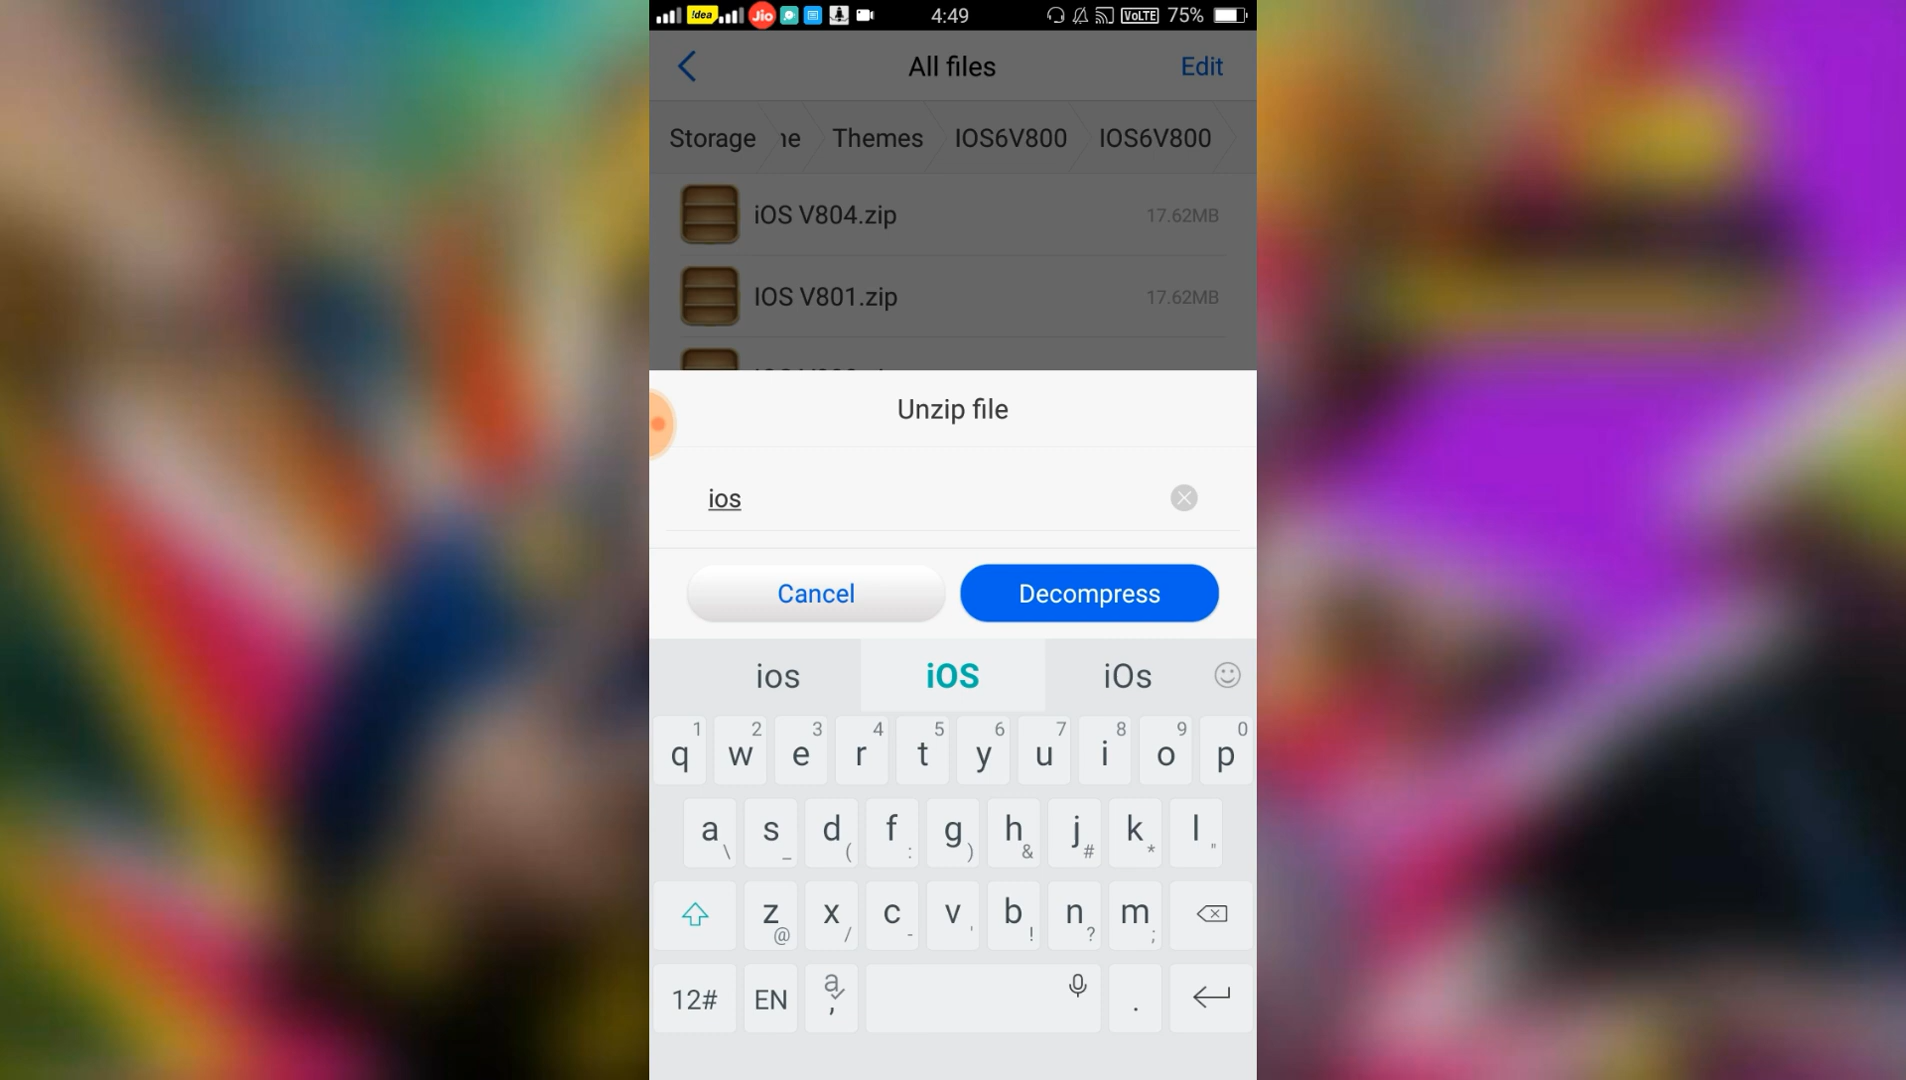 !dea Jio 4:49 VoLTE 75%
All files Edit
Storage Themes IOS6V800 IOS6V800
iOS V804.zip 17.62MB
IOS V801.zip 17.62MB
Unzip file
ios
Cancel Decompress
ios iOS iOs
1 2 3 4 5 6 7 8 9 0
q w e r t y u i o p
a s d f g h j k l
\ _ ( : ) & # * "
z x c v b n m
@ / - ' ! ? ;
12# EN a , .